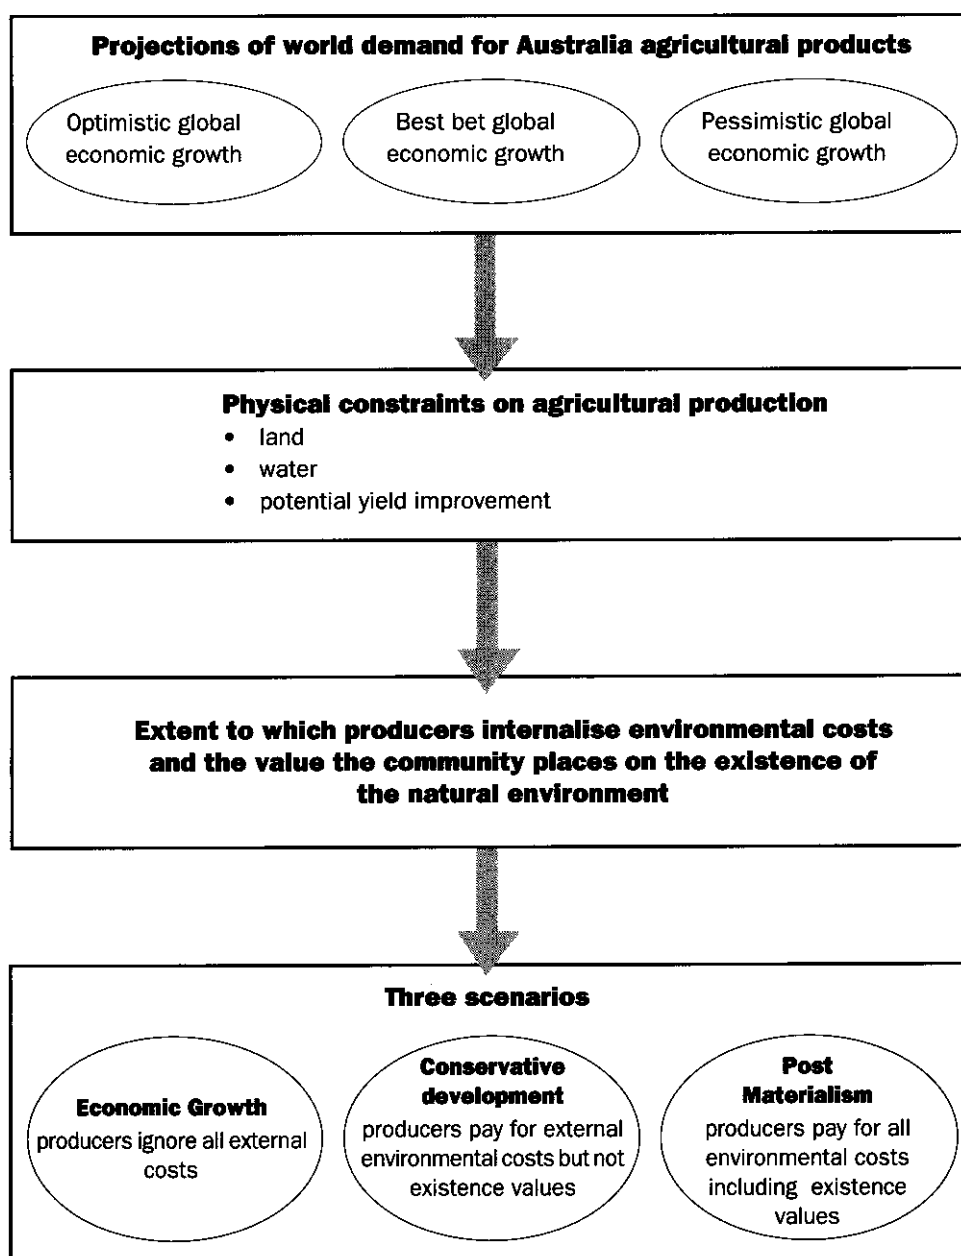 Projections of world demand for Australia agricultural products
Optimistic global
economic growth
Best bet global
economic growth
Pessimistic global
economic growth
Physical constraints on agricultural production
• land
• water
• potential yield improvement
Extent to which producers internalise environmental costs
and the value the community places on the existence of
the natural environment
Three scenarios
Economic Growth
producers ignore all external
costs
Conservative
development
producers pay for external
environmental costs but not
existence values
Post
Materialism
producers pay for all
environmental costs
including existence
values